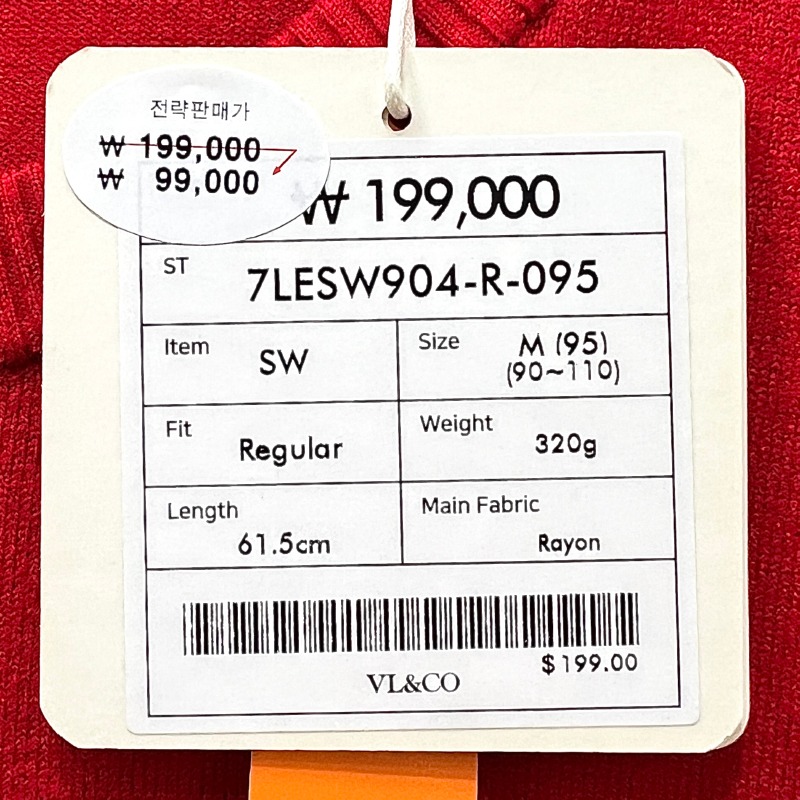 전략판매가
₩ 199,000
₩ 99,000
₩ 199,000
ST 7LESW904-R-095
Item SW
Size M (95)
(90~110)
Fit Regular
Weight 320g
Length 61.5cm
Main Fabric Rayon
$199.00
VL&CO